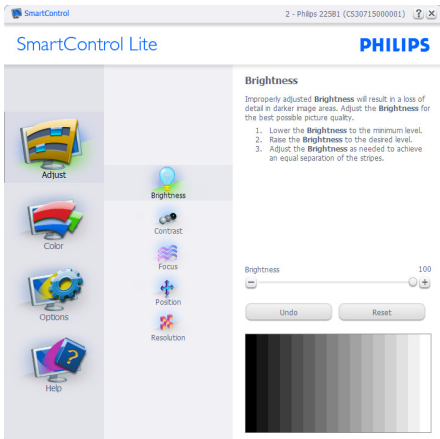 SmartControl
2 - Philips 225B1 (CS30715000001)
?
X
SmartControl Lite
PHILIPS
Adjust
Color
Options
?
Help
Brightness
Contrast
Focus
Position
Resolution
Brightness
Improperly adjusted Brightness will result in a loss of
detail in darker image areas. Adjust the Brightness for
the best possible picture quality.
1. Lower the Brightness to the minimum level.
2. Raise the Brightness to the desired level.
3. Adjust the Brightness as needed to achieve
an equal separation of the stripes.
Brightness 100
Undo Reset